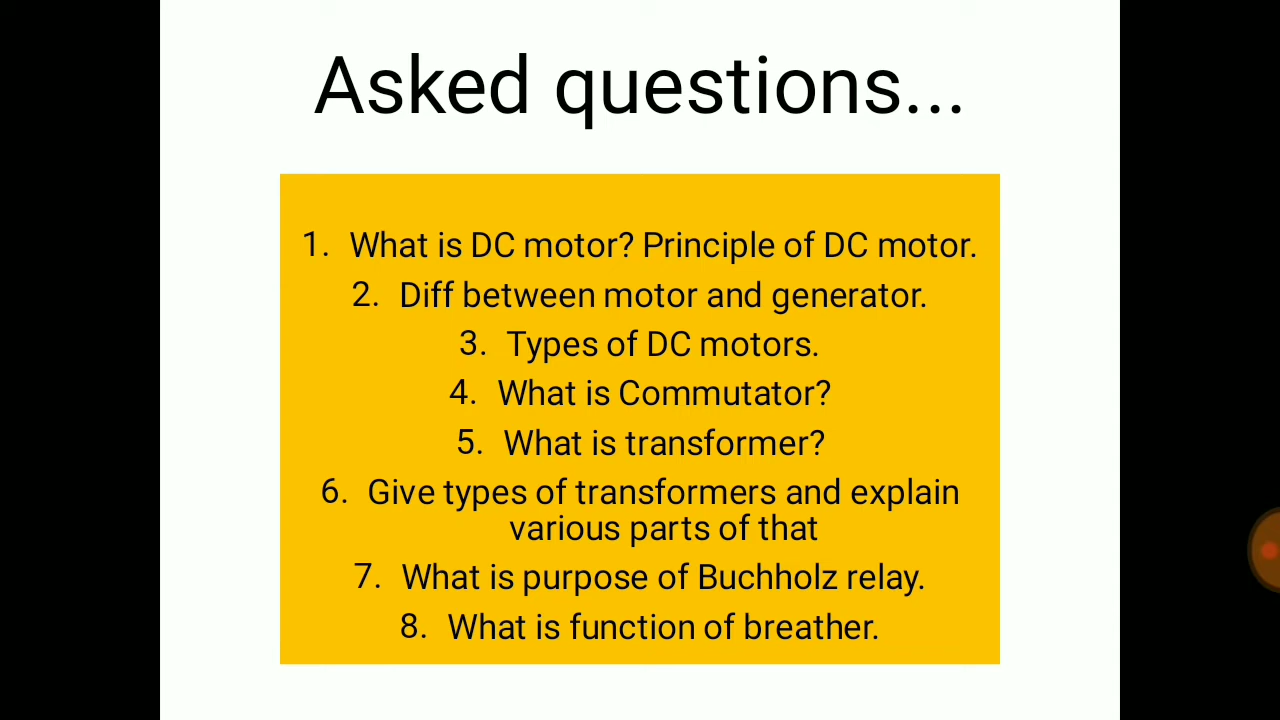 Asked questions...
1. What is DC motor? Principle of DC motor.
2. Diff between motor and generator.
3. Types of DC motors.
4. What is Commutator?
5. What is transformer?
6. Give types of transformers and explain
various parts of that
7. What is purpose of Buchholz relay.
8. What is function of breather.